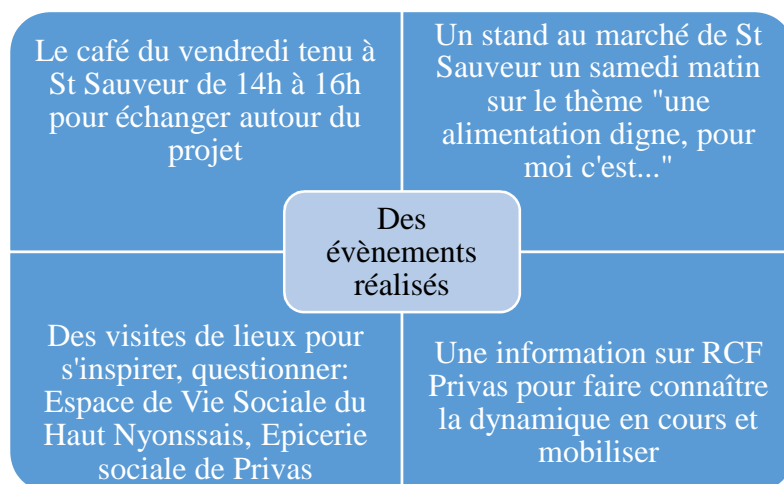 Le café du vendredi tenu à
St Sauveur de 14h à 16h
pour échanger autour du
projet
Un stand au marché de St
Sauveur un samedi matin
sur le thème "une
alimentation digne, pour
moi c'est..."
Des
évènements
réalisés
Des visites de lieux pour
s'inspirer, questionner:
Espace de Vie Sociale du
Haut Nyonssais, Epicerie
sociale de Privas
Une information sur RCF
Privas pour faire connaître
la dynamique en cours et
mobiliser